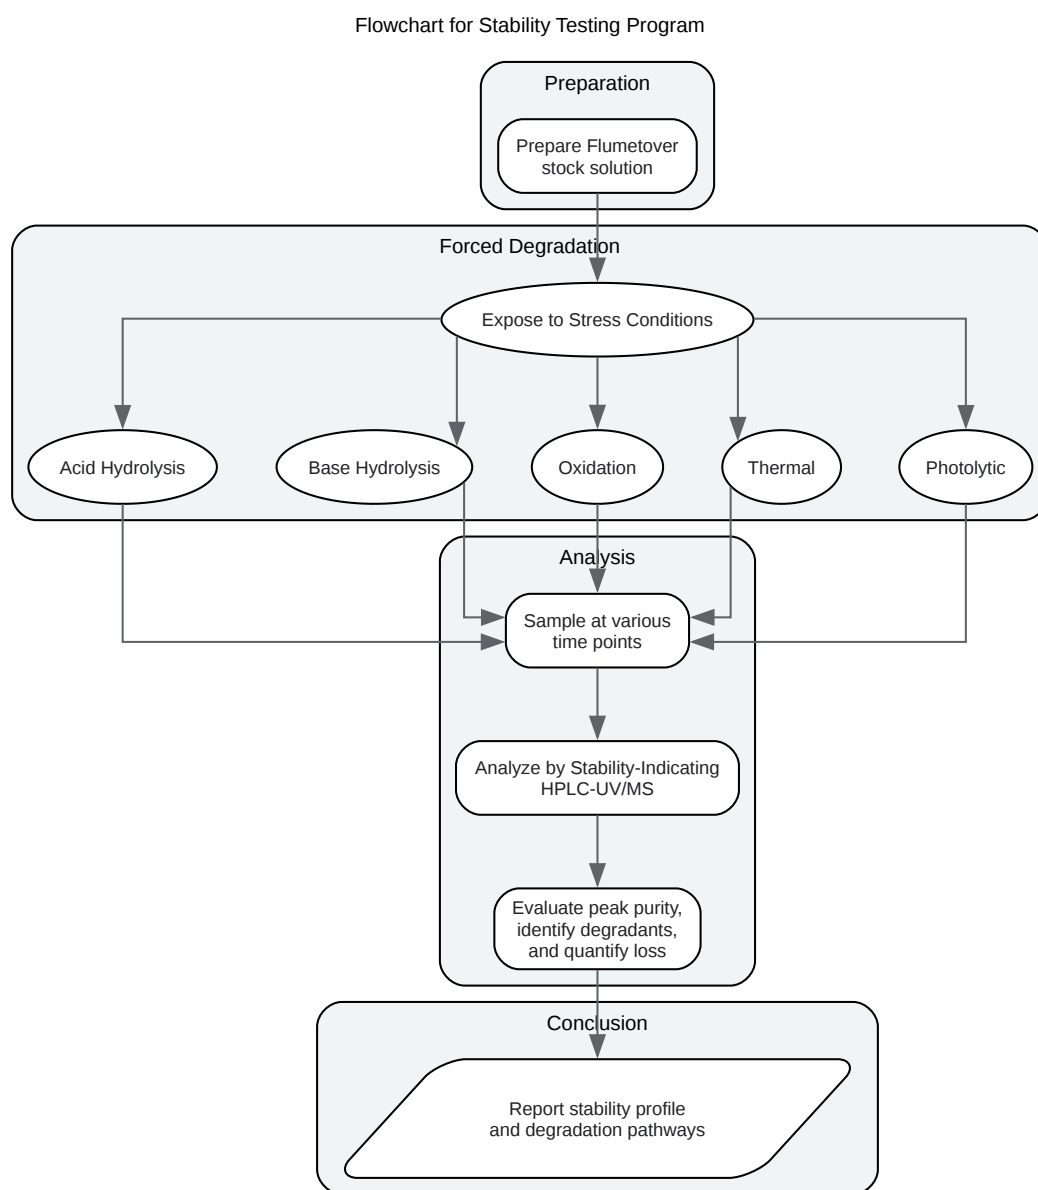 Flowchart for Stability Testing Program
Preparation
Prepare Flumetover
stock solution
Forced Degradation
Expose to Stress Conditions
Acid Hydrolysis
Base Hydrolysis
Oxidation
Thermal
Photolytic
Analysis
Sample at various
time points
Analyze by Stability-Indicating
HPLC-UV/MS
Evaluate peak purity,
identify degradants,
and quantify loss
Conclusion
Report stability profile
and degradation pathways